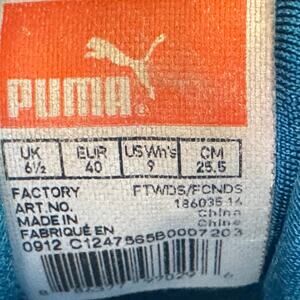 PUMA®
UK EUR US Wn's CM
6½ 40 9 25.5
FACTORY FTWDS/FCNDS
ART.NO. 186035 14
MADE IN China
FABRIQUÉ EN Chine
0912 C1247565B0007203